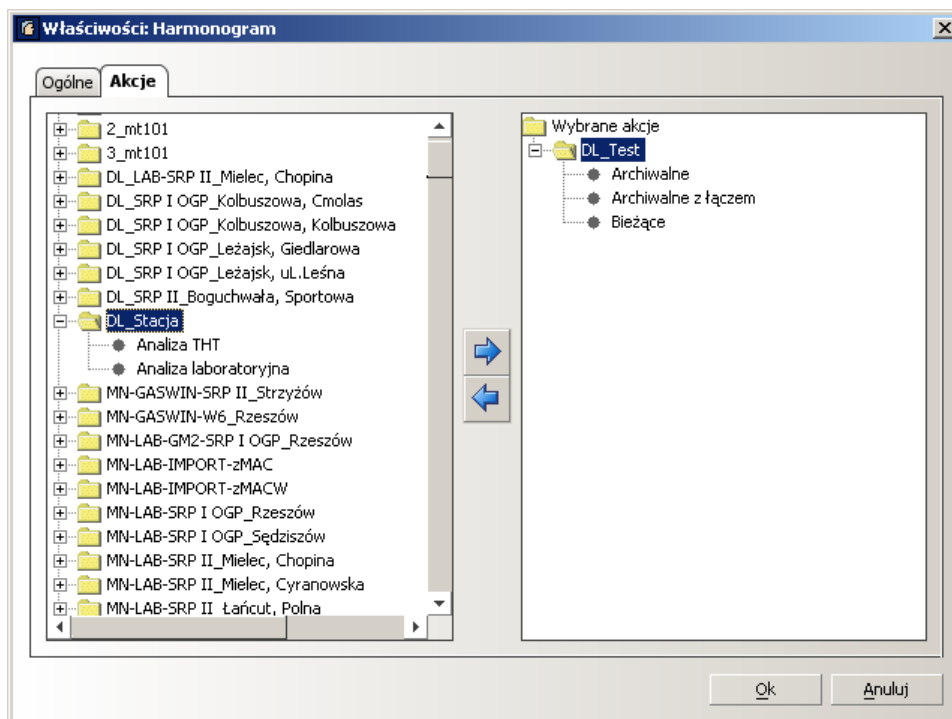 Właściwości: Harmonogram
Ogólne
Akcje
2_mt101
3_mt101
DL_LAB-SRP II_Mielec, Chopina
DL_SRP I OGP_Kolbuszowa, Cmolas
DL_SRP I OGP_Kolbuszowa, Kolbuszowa
DL_SRP I OGP_Leżajsk, Giedlarowa
DL_SRP I OGP_Leżajsk, uL.Leśna
DL_SRP II_Boguchwała, Sportowa
DL_Stacja
Analiza THT
Analiza laboratoryjna
MN-GASWIN-SRP II_Strzyżów
MN-GASWIN-W6_Rzeszów
MN-LAB-GM2-SRP I OGP_Rzeszów
MN-LAB-IMPORT-zMAC
MN-LAB-IMPORT-zMACW
MN-LAB-SRP I OGP_Rzeszów
MN-LAB-SRP I OGP_Sędziszów
MN-LAB-SRP II_Mielec, Chopina
MN-LAB-SRP II_Mielec, Cyranowska
MN-LAB-SRP II_Łańcut, Polna
Wybrane akcje
DL_Test
Archiwalne
Archiwalne z łączem
Bieżące
Ok
Anuluj